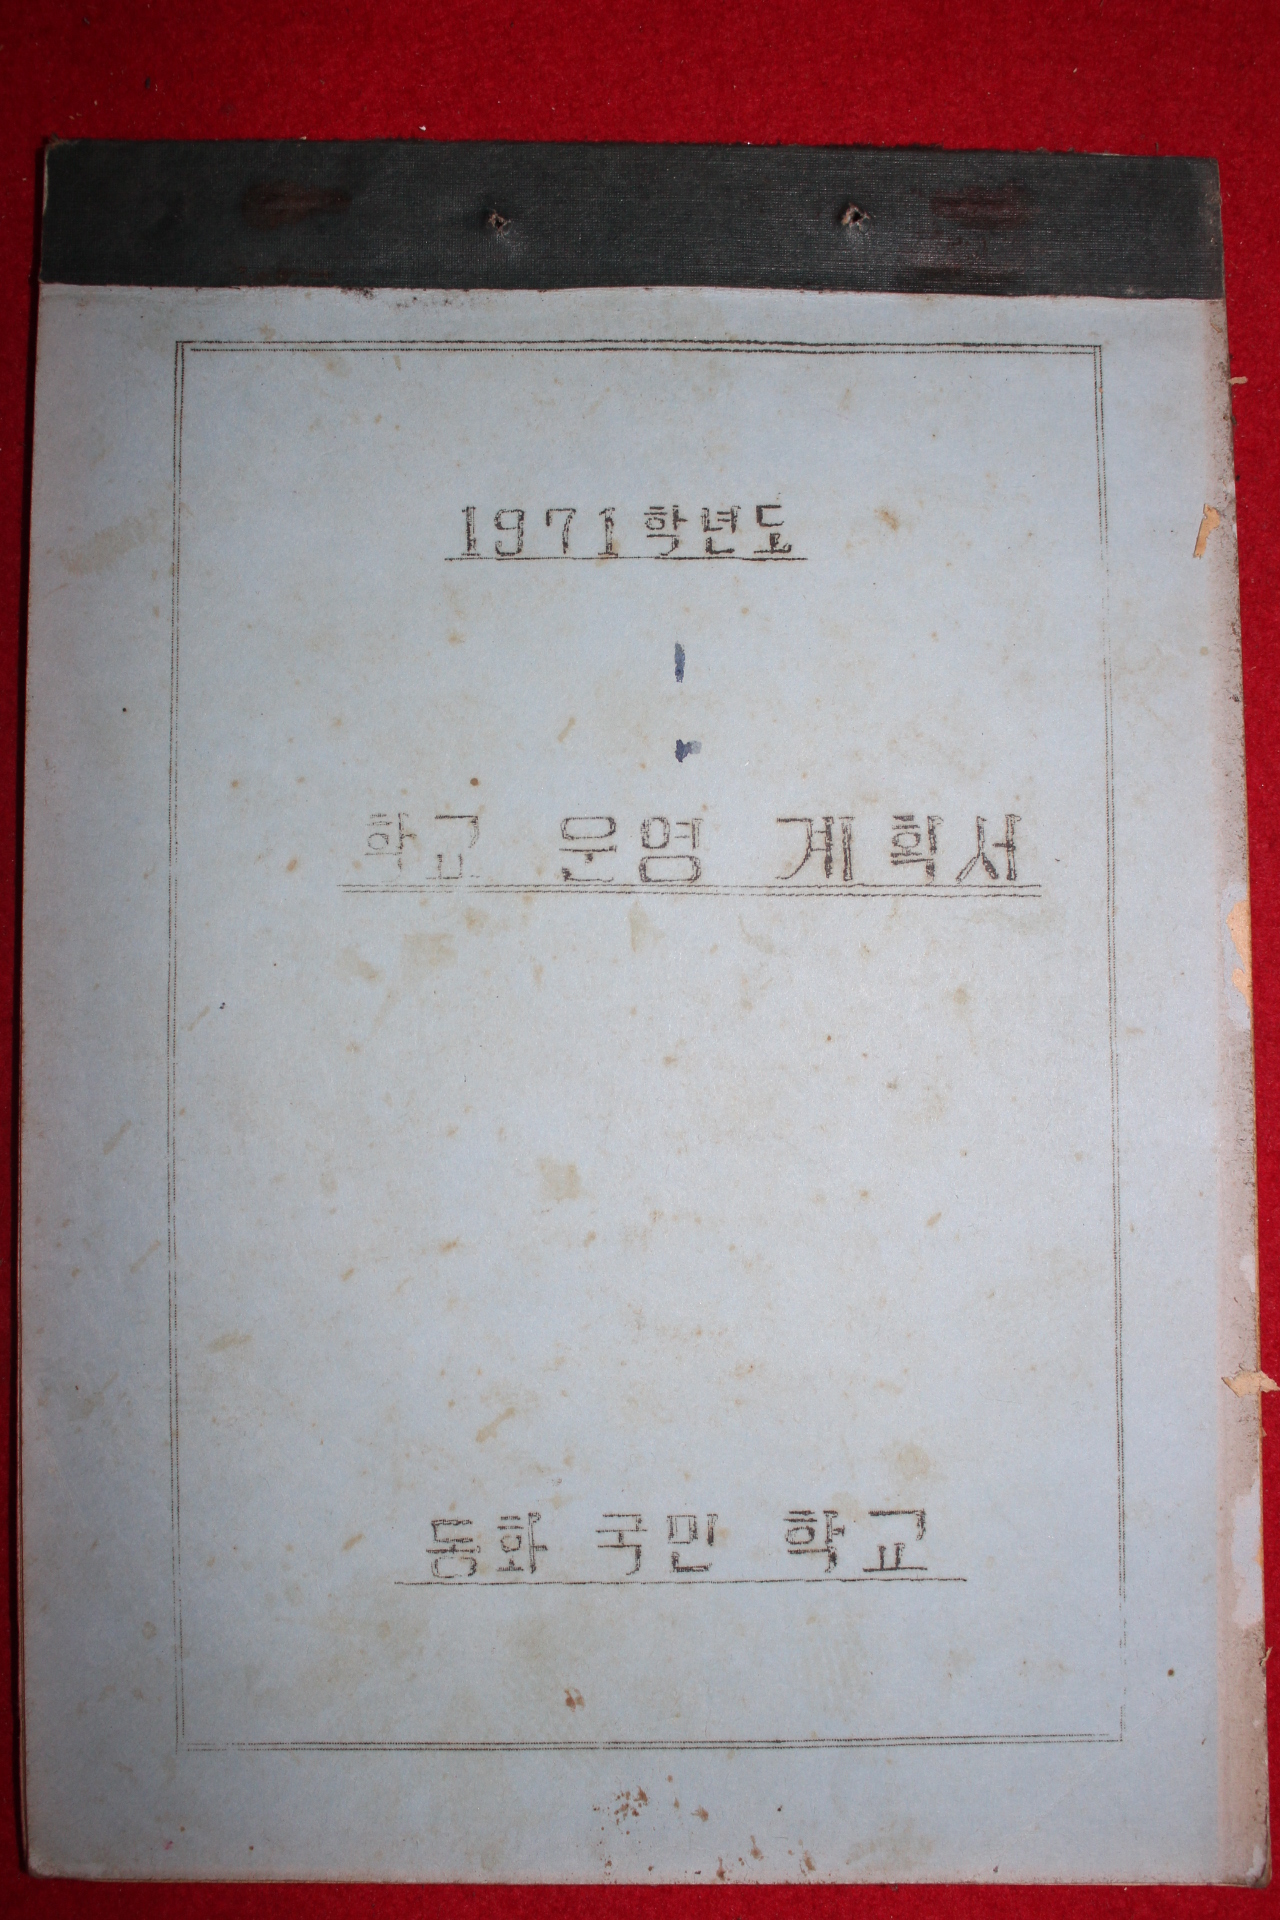 1971학년도
학교 운영 계획서
동화 국민 학교